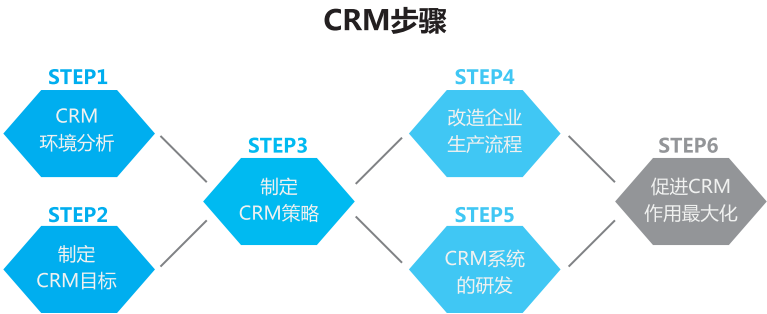 CRM步骤
STEP1
CRM
环境分析
STEP2
制定
CRM目标
STEP3
制定
CRM策略
STEP4
改造企业
生产流程
STEP5
CRM系统
的研发
STEP6
促进CRM
作用最大化